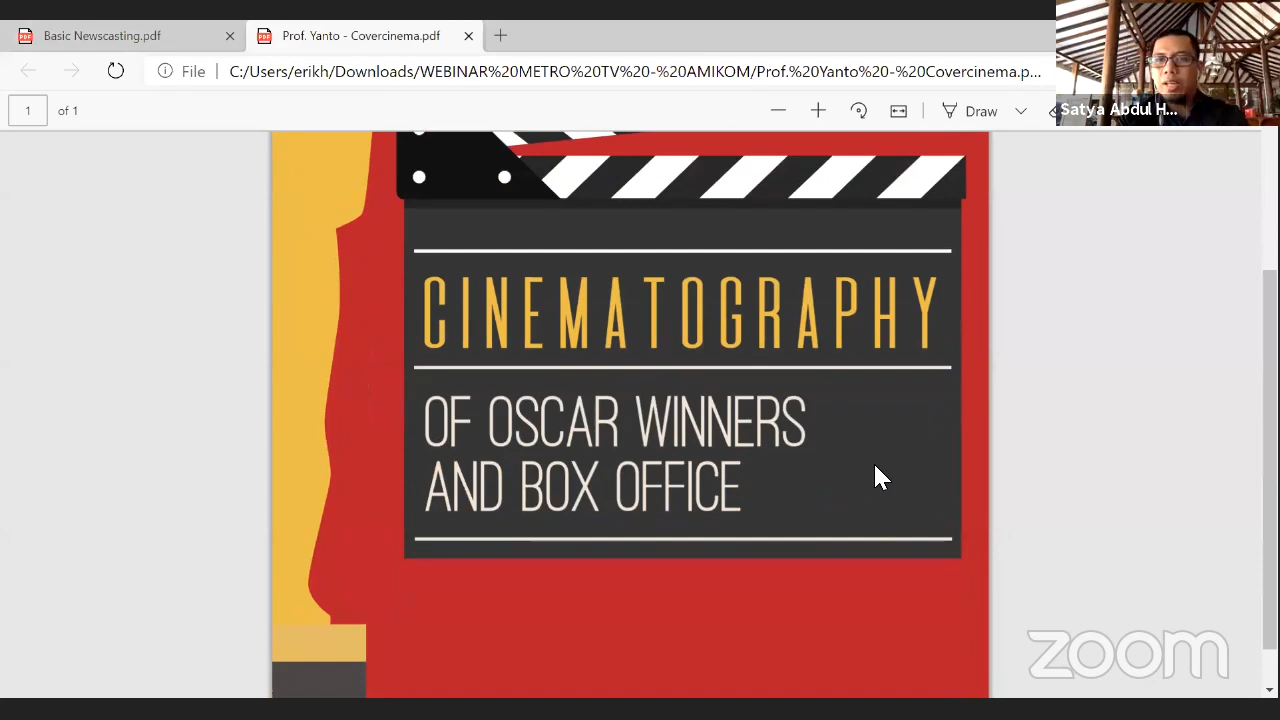 Basic Newscasting.pdf
Prof. Yanto - Covercinema.pdf
File
C:/Users/erikh/Downloads/WEBINAR%20METRO%20TV%20-%20AMIKOM/Prof.%20Yanto%20-%20Covercinema.p...
Satya Abdul H...
1 of 1
Draw
CINEMATOGRAPHY
OF OSCAR WINNERS
AND BOX OFFICE
zoom